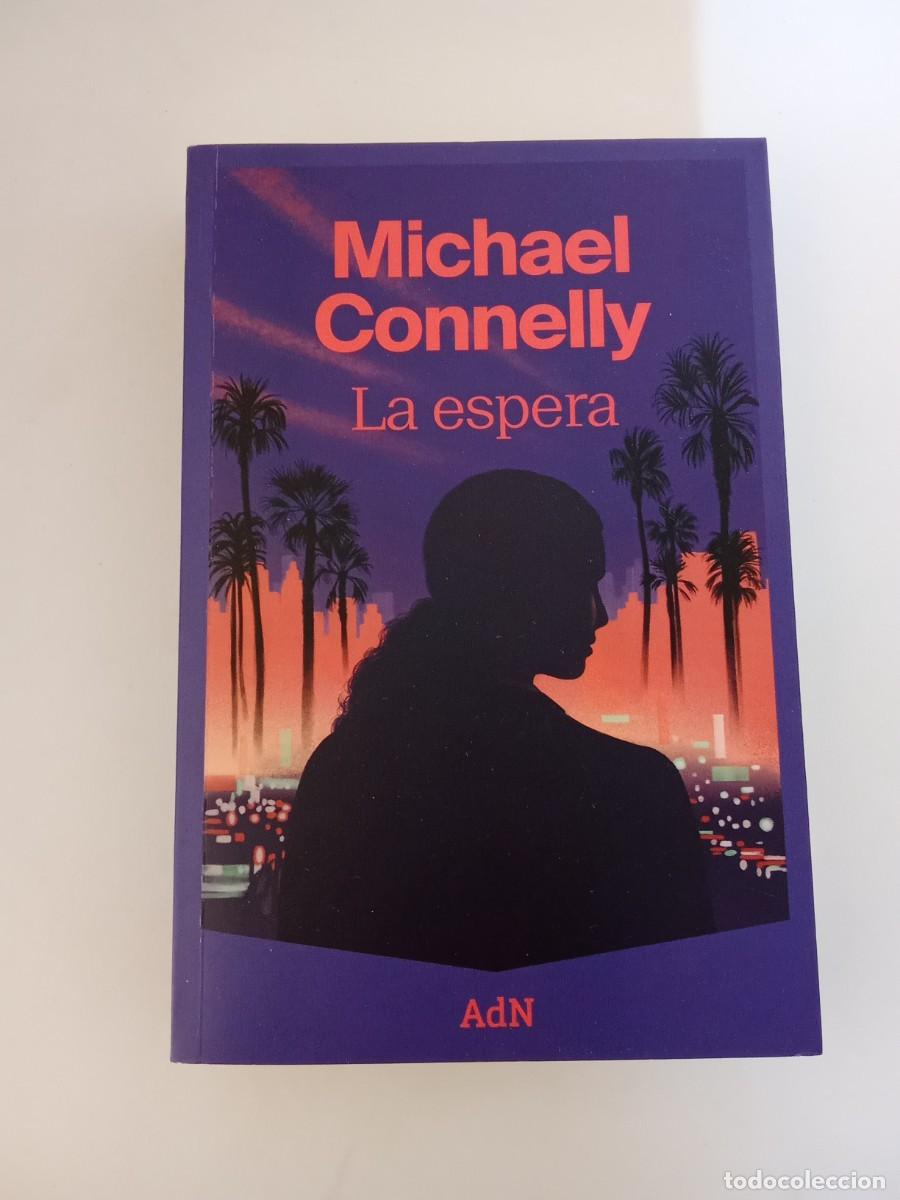 Michael
Connelly
La espera
AdN
todocoleccion